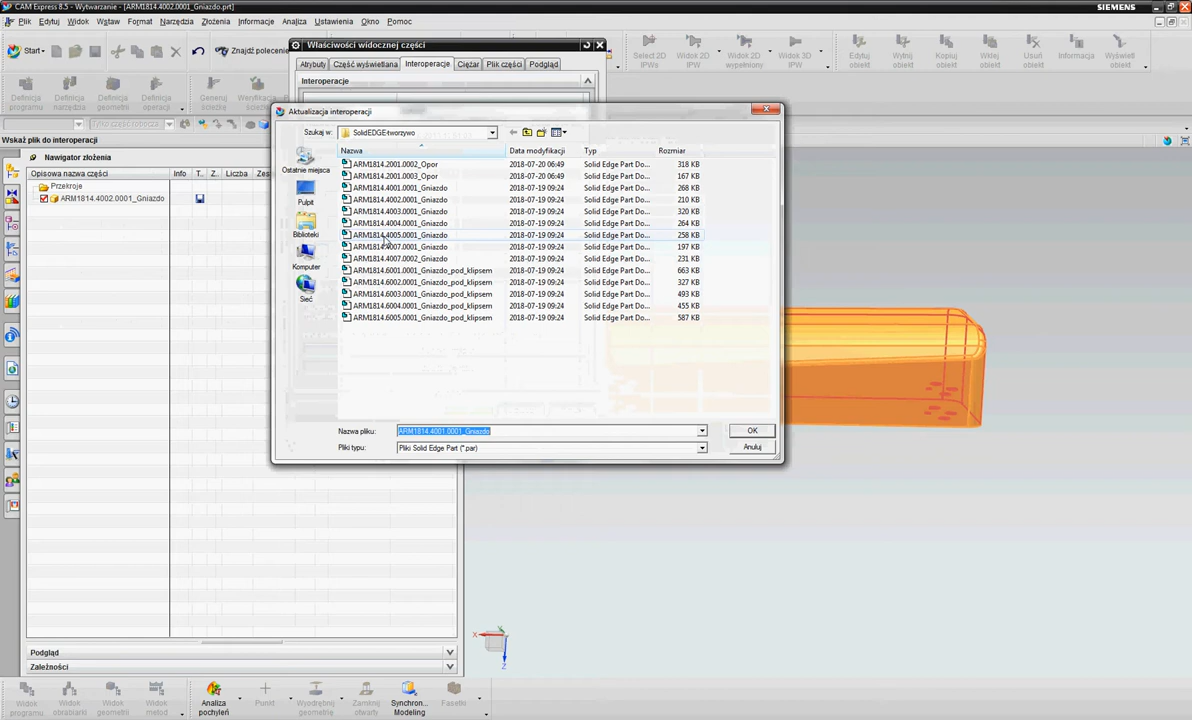 CAM Express 8.5 - Wytwarzanie - [ARM1814.4002.0001_Gniazdo.prt]
SIEMENS
Plik Edytuj Widok Wstaw Format Narzędzia Złożenia Informacje Analiza Ustawienia Okno Pomoc
Start Znajdź polecenie
Właściwości widocznej części
Atrybuty Część wyświetlana Interoperacje Ciężar Plik części Podgląd
Interoperacje
Select 2D IPWs Widok 2D IPW Widok 2D wypełniony Widok 3D IPW Edytuj obiekt Wytnij obiekt Kopiuj obiekt Wklej obiekt Usuń obiekt Informacja Wyświetl obiekt
Definicja programu Definicja narzędzia Definicja geometrii Definicja operacji Generuj ścieżkę
Tylko część robocza
Wskaż plik do interoperacji
Nawigator złożenia
Opisowa nazwa części Info T.. Z.. Liczba
Przekroje
ARM1814.4002.0001_Gniazdo
Aktualizacja interoperacji
Szukaj w: SolidEDGE-tworzywo
Ostatnie miejsca
Pulpit
Biblioteki
Komputer
Sieć
Nazwa Data modyfikacji Typ Rozmiar
ARM1814.2001.0002_Opor 2018-07-20 06:49 Solid Edge Part Do... 318 KB
ARM1814.2001.0003_Opor 2018-07-20 06:49 Solid Edge Part Do... 167 KB
ARM1814.4001.0001_Gniazdo 2018-07-19 09:24 Solid Edge Part Do... 268 KB
ARM1814.4002.0001_Gniazdo 2018-07-19 09:24 Solid Edge Part Do... 210 KB
ARM1814.4003.0001_Gniazdo 2018-07-19 09:24 Solid Edge Part Do... 320 KB
ARM1814.4004.0001_Gniazdo 2018-07-19 09:24 Solid Edge Part Do... 264 KB
ARM1814.4005.0001_Gniazdo 2018-07-19 09:24 Solid Edge Part Do... 258 KB
ARM1814.4007.0001_Gniazdo 2018-07-19 09:24 Solid Edge Part Do... 197 KB
ARM1814.4007.0002_Gniazdo 2018-07-19 09:24 Solid Edge Part Do... 231 KB
ARM1814.6001.0001_Gniazdo_pod_klipsem 2018-07-19 09:24 Solid Edge Part Do... 663 KB
ARM1814.6002.0001_Gniazdo_pod_klipsem 2018-07-19 09:24 Solid Edge Part Do... 327 KB
ARM1814.6003.0001_Gniazdo_pod_klipsem 2018-07-19 09:24 Solid Edge Part Do... 493 KB
ARM1814.6004.0001_Gniazdo_pod_klipsem 2018-07-19 09:24 Solid Edge Part Do... 455 KB
ARM1814.6005.0001_Gniazdo_pod_klipsem 2018-07-19 09:24 Solid Edge Part Do... 587 KB
Nazwa pliku: ARM1814.4001.0001_Gniazdo OK
Pliki typu: Pliki Solid Edge Part (*.par) Anuluj
X Y Z
Podgląd
Zależności
Widok programu Widok obrabiarki Widok geometrii Widok metod Analiza pochyleń Punkt Wyodrębnij geometrię Zamknij otwarty Synchron... Modeling Fasetki